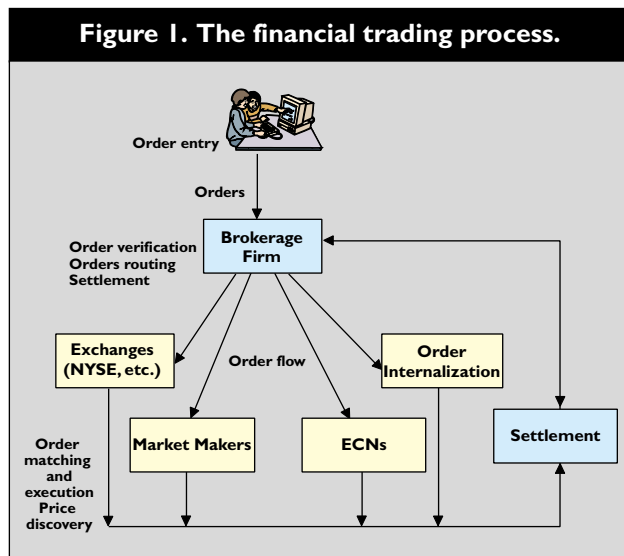 Figure 1. The financial trading process.
Order entry
Orders
Brokerage
Firm
Order verification
Orders routing
Settlement
Exchanges
(NYSE, etc.)
Order flow
Order
Internalization
Market Makers
ECNs
Settlement
Order
matching
and
execution
Price
discovery